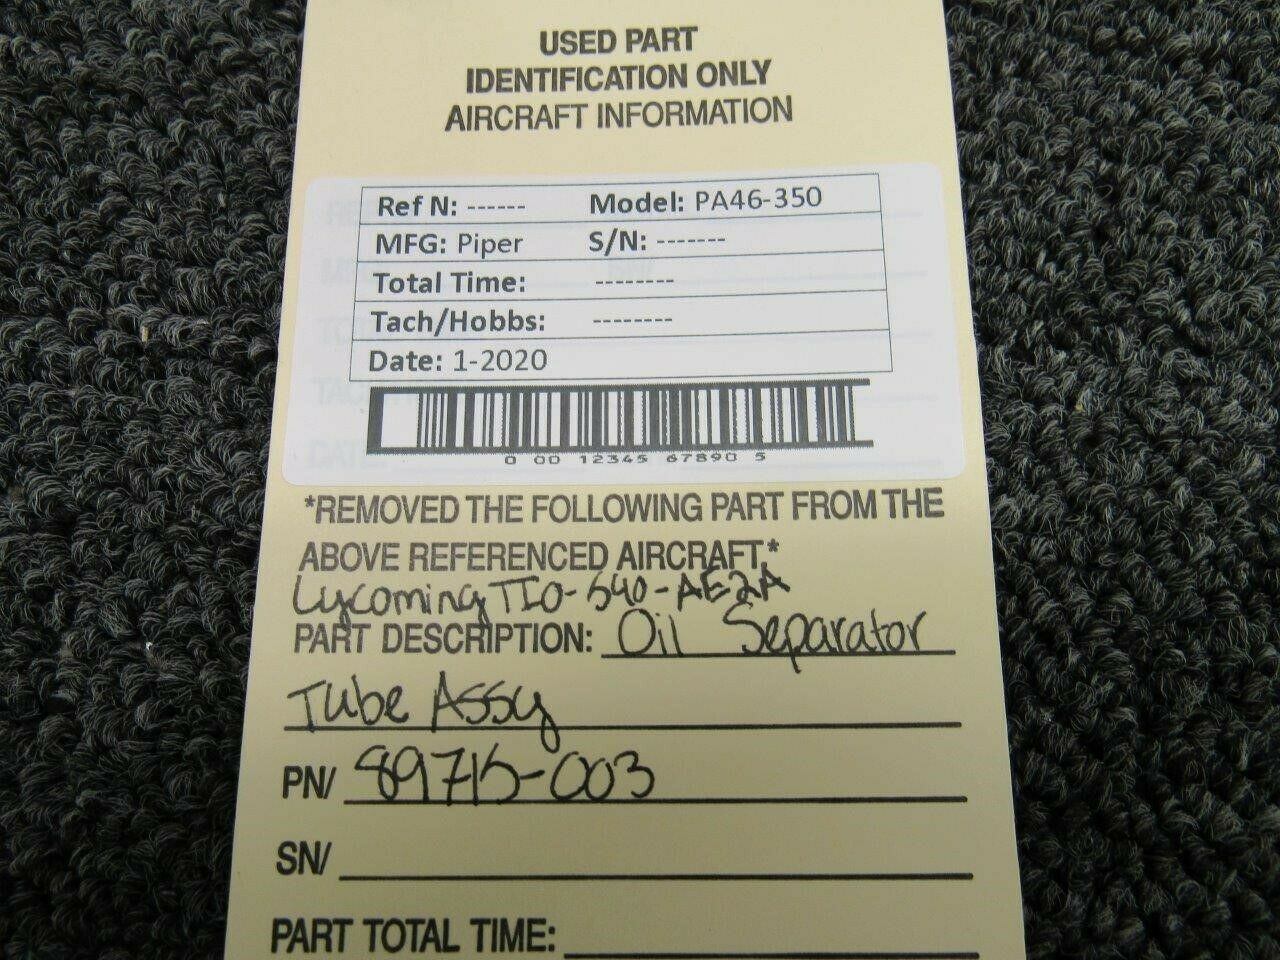 USED PART
IDENTIFICATION ONLY
AIRCRAFT INFORMATION
Ref N: ------ Model: PA46-350
MFG: Piper S/N: -------
Total Time: --------
Tach/Hobbs: --------
Date: 1-2020
0 00 12345 67890 5
*REMOVED THE FOLLOWING PART FROM THE
ABOVE REFERENCED AIRCRAFT*
Lycoming TIO-540-AE2A
PART DESCRIPTION: Oil Separator
Tube Assy
PN/ 89715-003
SN/
PART TOTAL TIME: